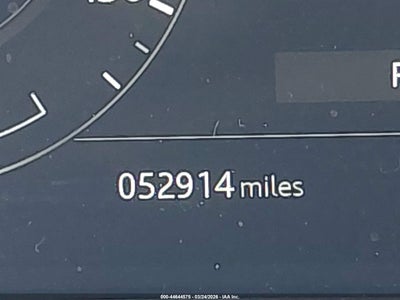 P
052914 miles
000-44644575 - 03/24/2026 - IAA Inc.